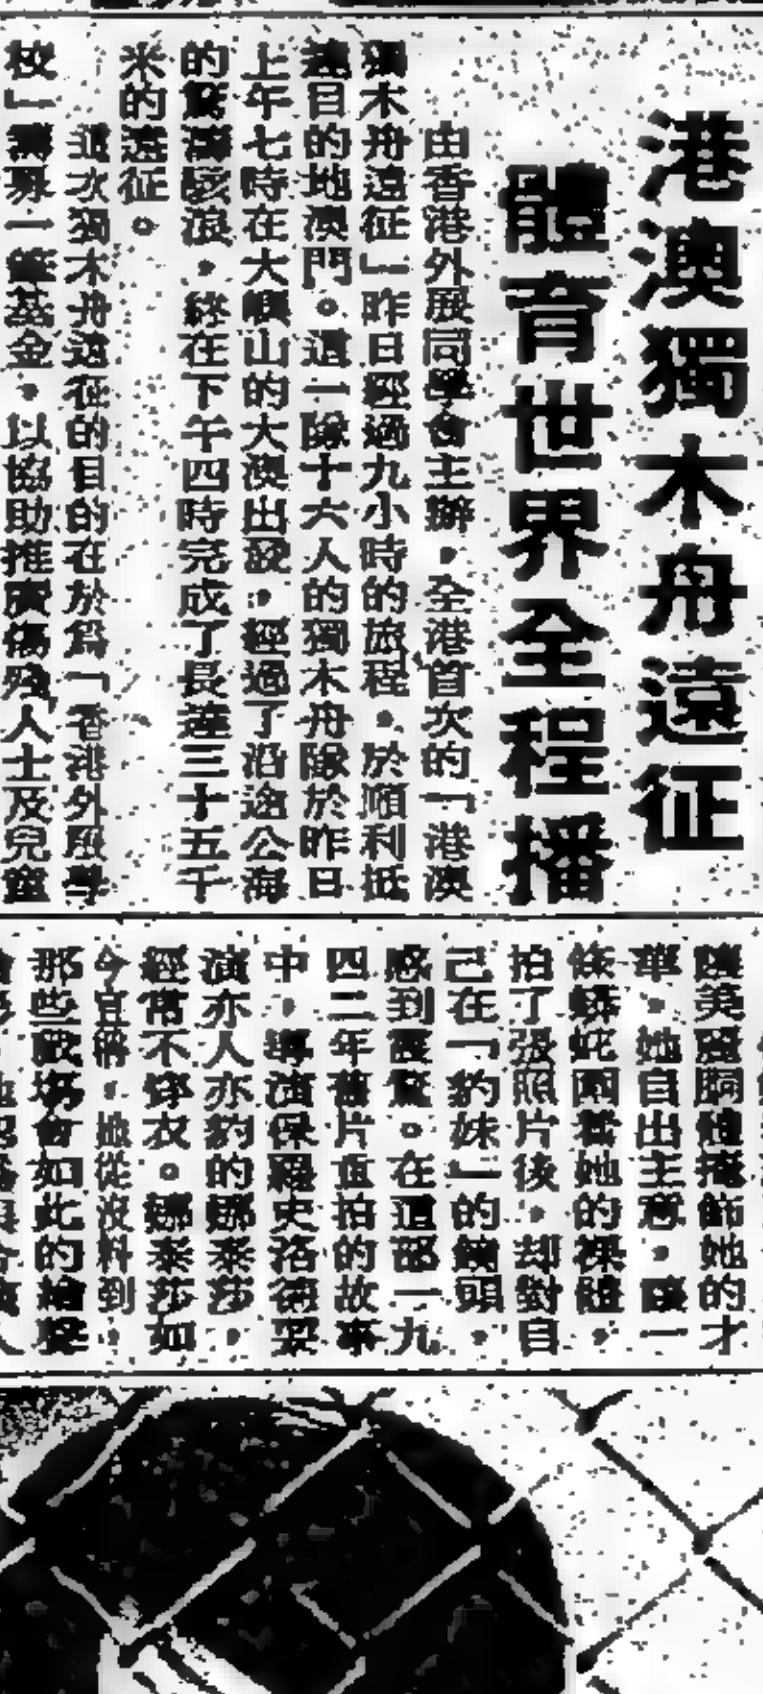 港澳獨木舟遠征
體育世界全程播
由香港外展同學會主辦，全港首次的「港澳
獨木舟遠征」昨日經過九小時的旅程。於順利抵
達目的地澳門。這一隊十六人的獨木舟隊於昨日
上午七時在大嶼山的大澳出發，經過了沿途公海
的驚濤駭浪，終在下午四時完成了長達三十五千
米的遠征。
這次獨木舟遠征的目的在於為「香港外展學
校」籌募一筆基金，以協助推廣傷殘人士及兒童
美麗胴體掩飾她的才
華，她自出主意，讓一
條蟒蛇圍着她的裸體，
拍了張照片後，却對自
己在「豹妹」的鏡頭，
感到震驚。在這部一九
四二年舊片重拍的故事
中，導演保羅史洛德要
演亦人亦豹的娜妲莎，
經常不穿衣。娜妲莎如
今宣稱，她從沒料到，
那些戲場會如此的